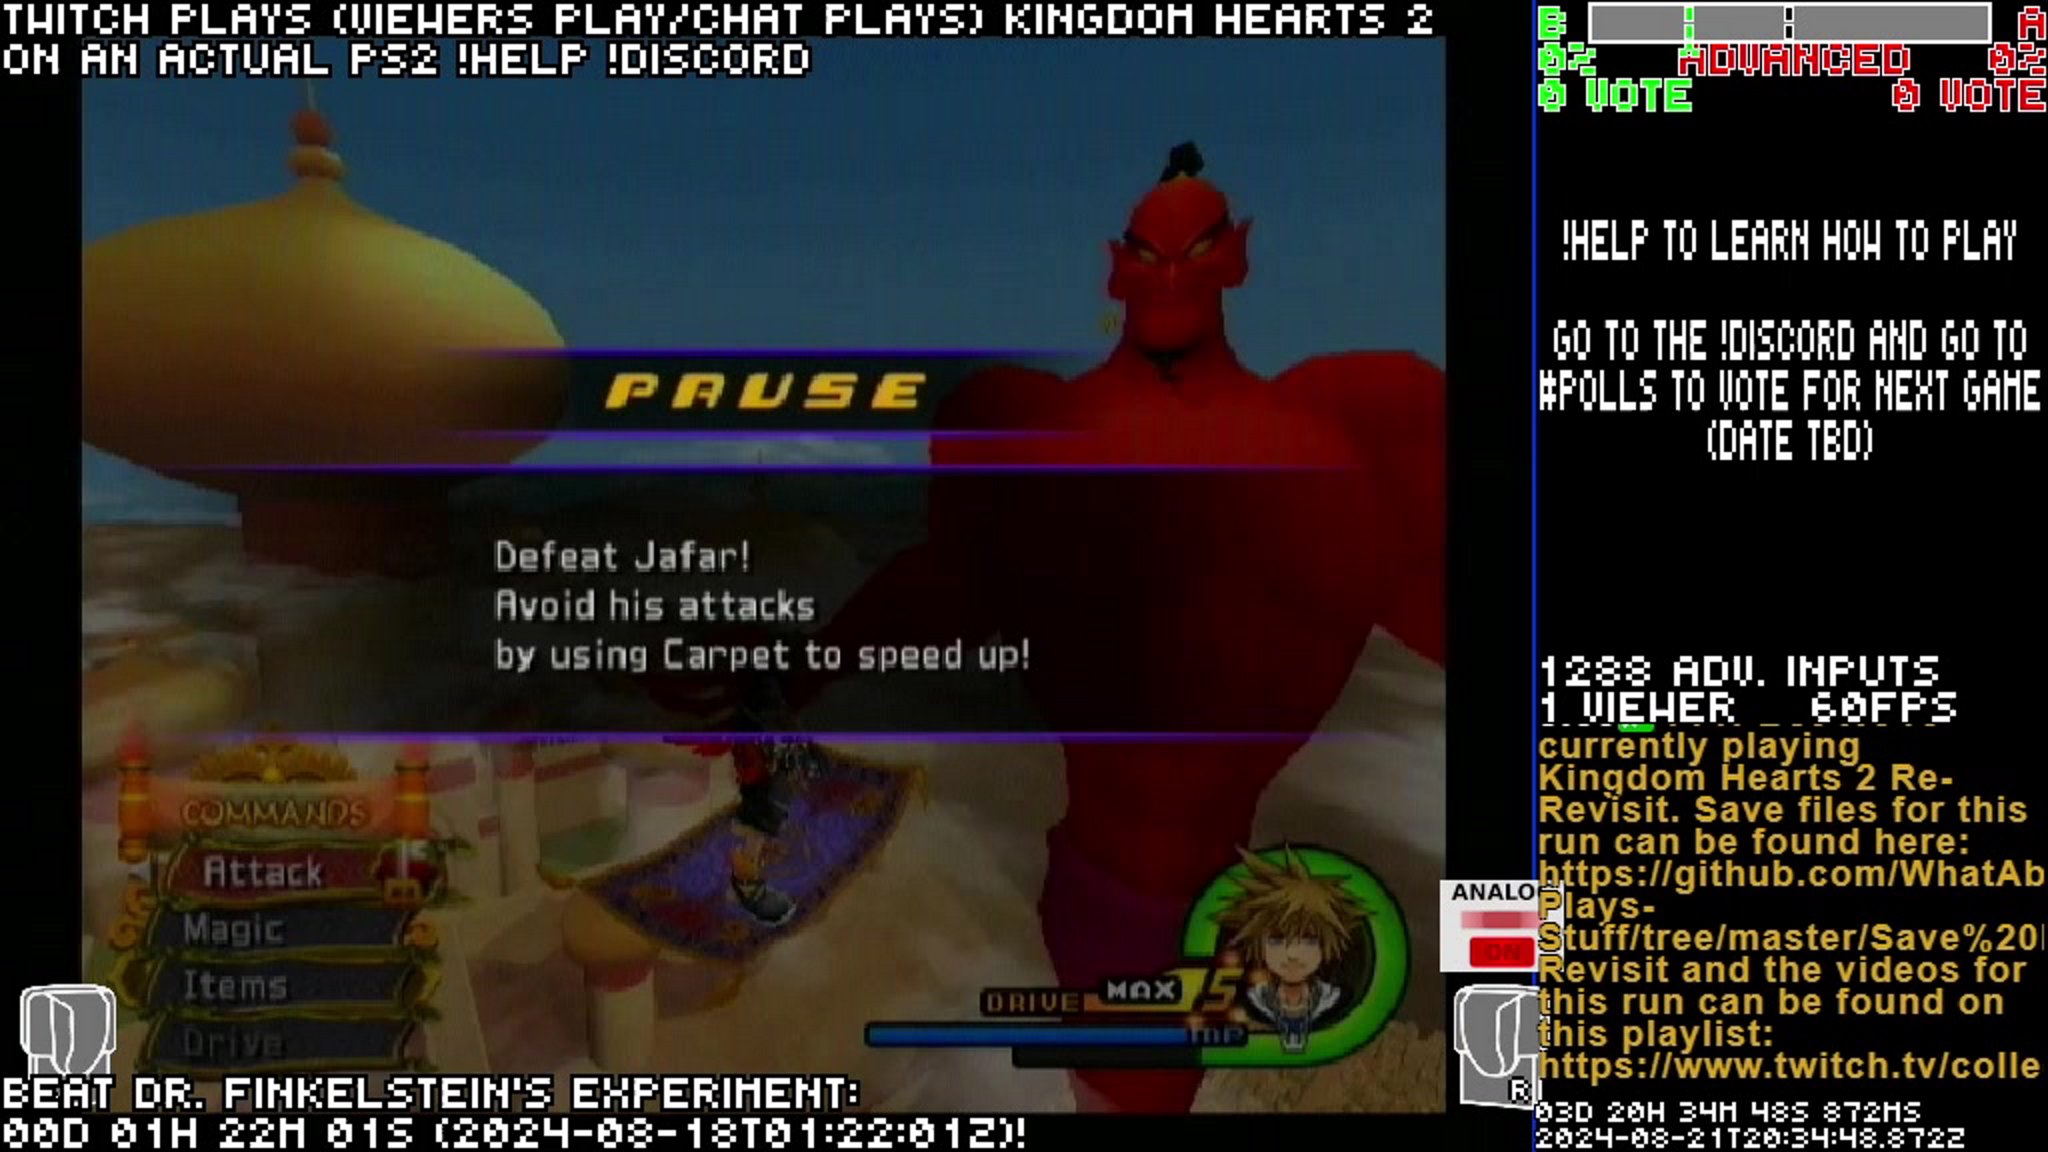 TWITCH PLAYS (VIEWERS PLAY/CHAT PLAYS) KINGDOM HEARTS 2
ON AN ACTUAL PS2 !HELP !DISCORD
B
A
0%
ADVANCED
0%
0 VOTE
0 VOTE
!HELP TO LEARN HOW TO PLAY
GO TO THE !DISCORD AND GO TO
#POLLS TO VOTE FOR NEXT GAME
(DATE TBD)
PAUSE
Defeat Jafar!
Avoid his attacks
by using Carpet to speed up!
COMMANDS
Attack
Magic
Items
Drive
DRIVE
MAX
5
MP
ANALO
ON
R
1288 ADV. INPUTS
1 VIEWER 60FPS
currently playing
Kingdom Hearts 2 Re-
Revisit. Save files for this
run can be found here:
https://github.com/WhatAb
Plays-
Stuff/tree/master/Save%20
Revisit and the videos for
this run can be found on
this playlist:
https://www.twitch.tv/colle
BEAT DR. FINKELSTEIN'S EXPERIMENT:
00D 01H 22M 01S (2024-08-18T01:22:01Z)!
03D 20H 34M 48S 872MS
2024-08-21T20:34:48.872Z